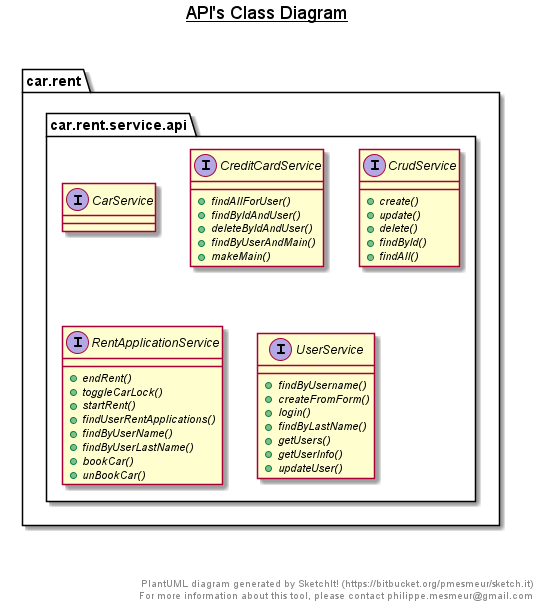 API's Class Diagram
car.rent
car.rent.service.api
I CreditCardService
findAllForUser()
findByIdAndUser()
deleteByIdAndUser()
findByUserAndMain()
makeMain()
I CrudService
create()
update()
delete()
findById()
findAll()
I CarService
I RentApplicationService
endRent()
toggleCarLock()
startRent()
findUserRentApplications()
findByUserName()
findByUserLastName()
bookCar()
unBookCar()
I UserService
findByUsername()
createFromForm()
login()
findByLastName()
getUsers()
getUserInfo()
updateUser()
PlantUML diagram generated by SketchIt! (https://bitbucket.org/pmesmeur/sketch.it)
For more information about this tool, please contact philippe.mesmeur@gmail.com